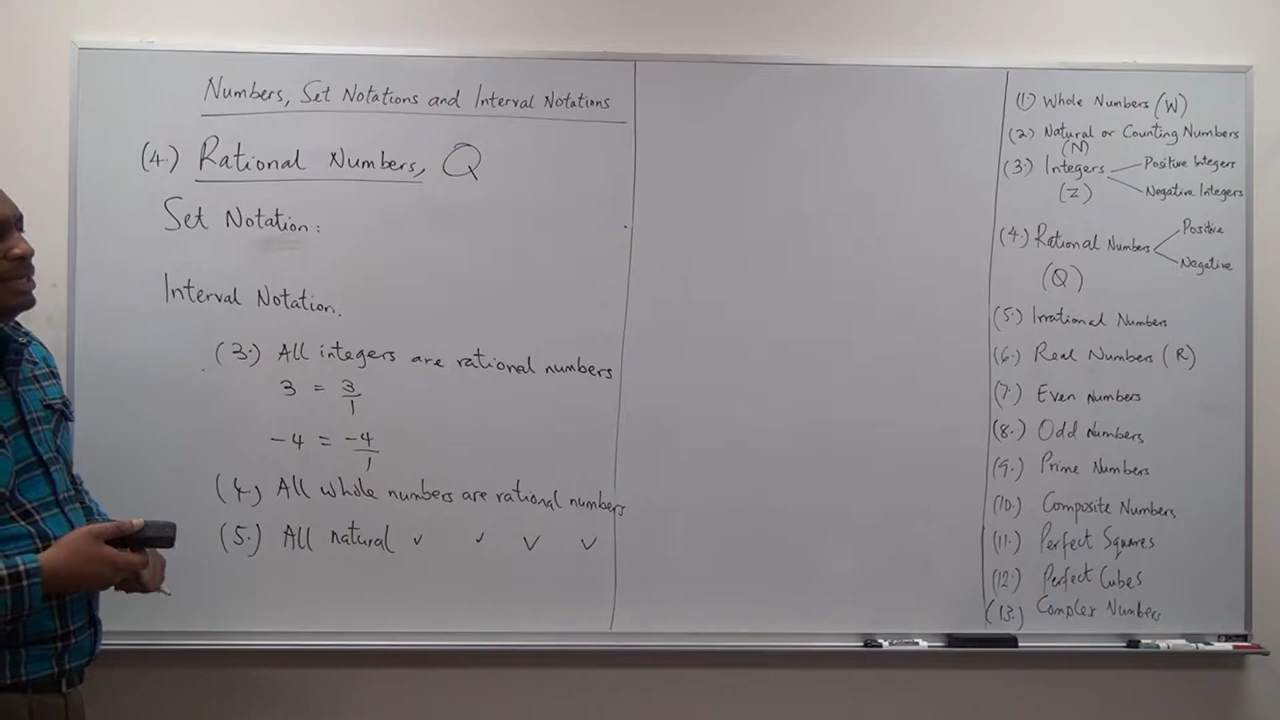 Numbers, Set Notations and Interval Notations
(4.) Rational Numbers, Q
Set Notation:
Interval Notation.
(3.) All integers are rational numbers
3 = 3/1
-4 = -4/1
(4.) All whole numbers are rational numbers
(5.) All natural ✓ ✓ ✓ ✓
(1.) Whole Numbers (W)
(2.) Natural or Counting Numbers
(N)
(3.) Integers
Positive Integers
Negative Integers
(Z)
(4.) Rational Numbers
Positive
Negative
(Q)
(5.) Irrational Numbers
(6.) Real Numbers (R)
(7.) Even Numbers
(8.) Odd Numbers
(9.) Prime Numbers
(10.) Composite Numbers
(11.) Perfect Squares
(12.) Perfect Cubes
(13.) Complex Numbers